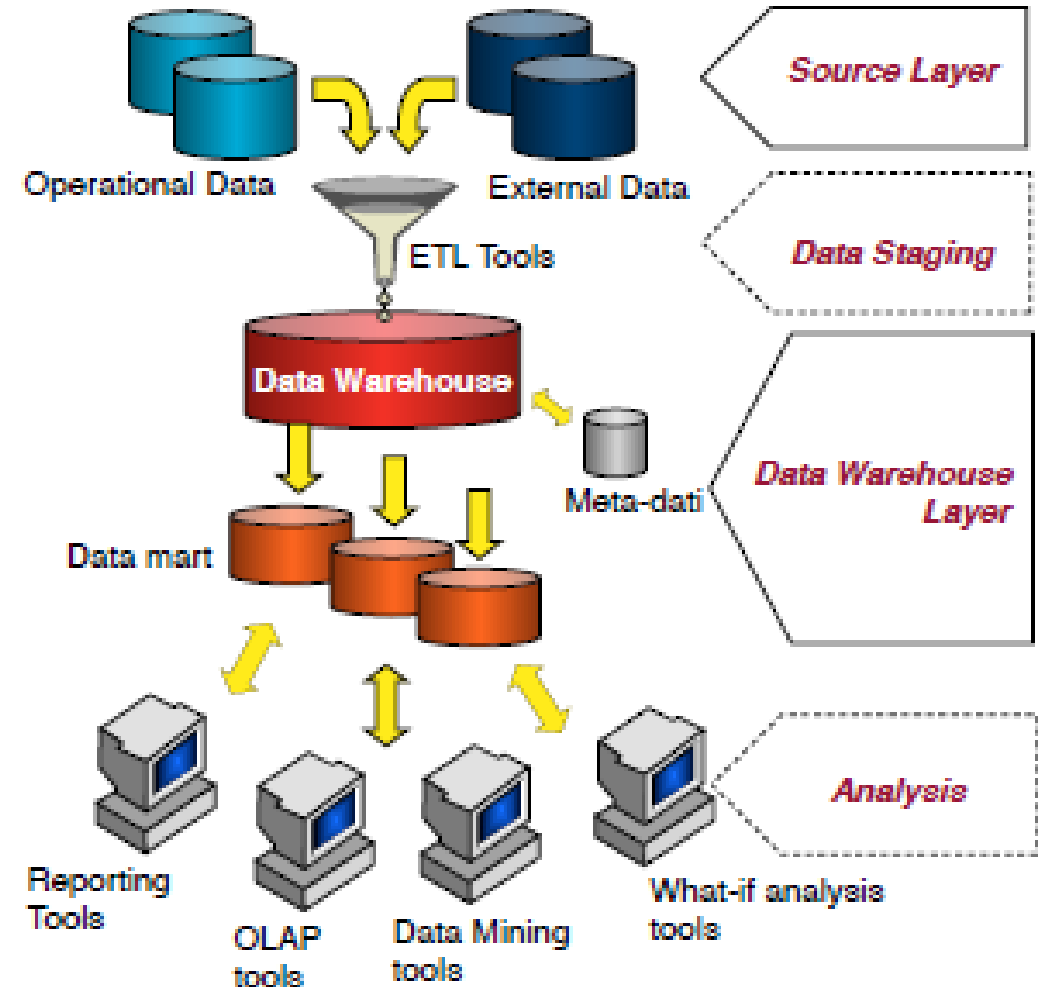 Source Layer
Operational Data
External Data
ETL Tools
Data Staging
Data Warehouse
Meta-dati
Data Warehouse
Layer
Data mart
Analysis
Reporting
Tools
OLAP
tools
Data Mining
tools
What-if analysis
tools